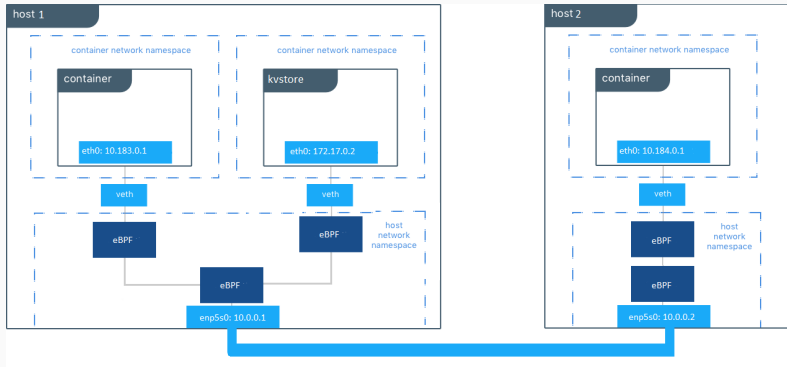 host 1
container network namespace
container
eth0: 10.183.0.1
veth
eBPF
container network namespace
kvstore
eth0: 172.17.0.2
veth
eBPF
host
network
namespace
eBPF
enp5s0: 10.0.0.1
host 2
container network namespace
container
eth0: 10.184.0.1
veth
eBPF
host
network
namespace
eBPF
enp5s0: 10.0.0.2